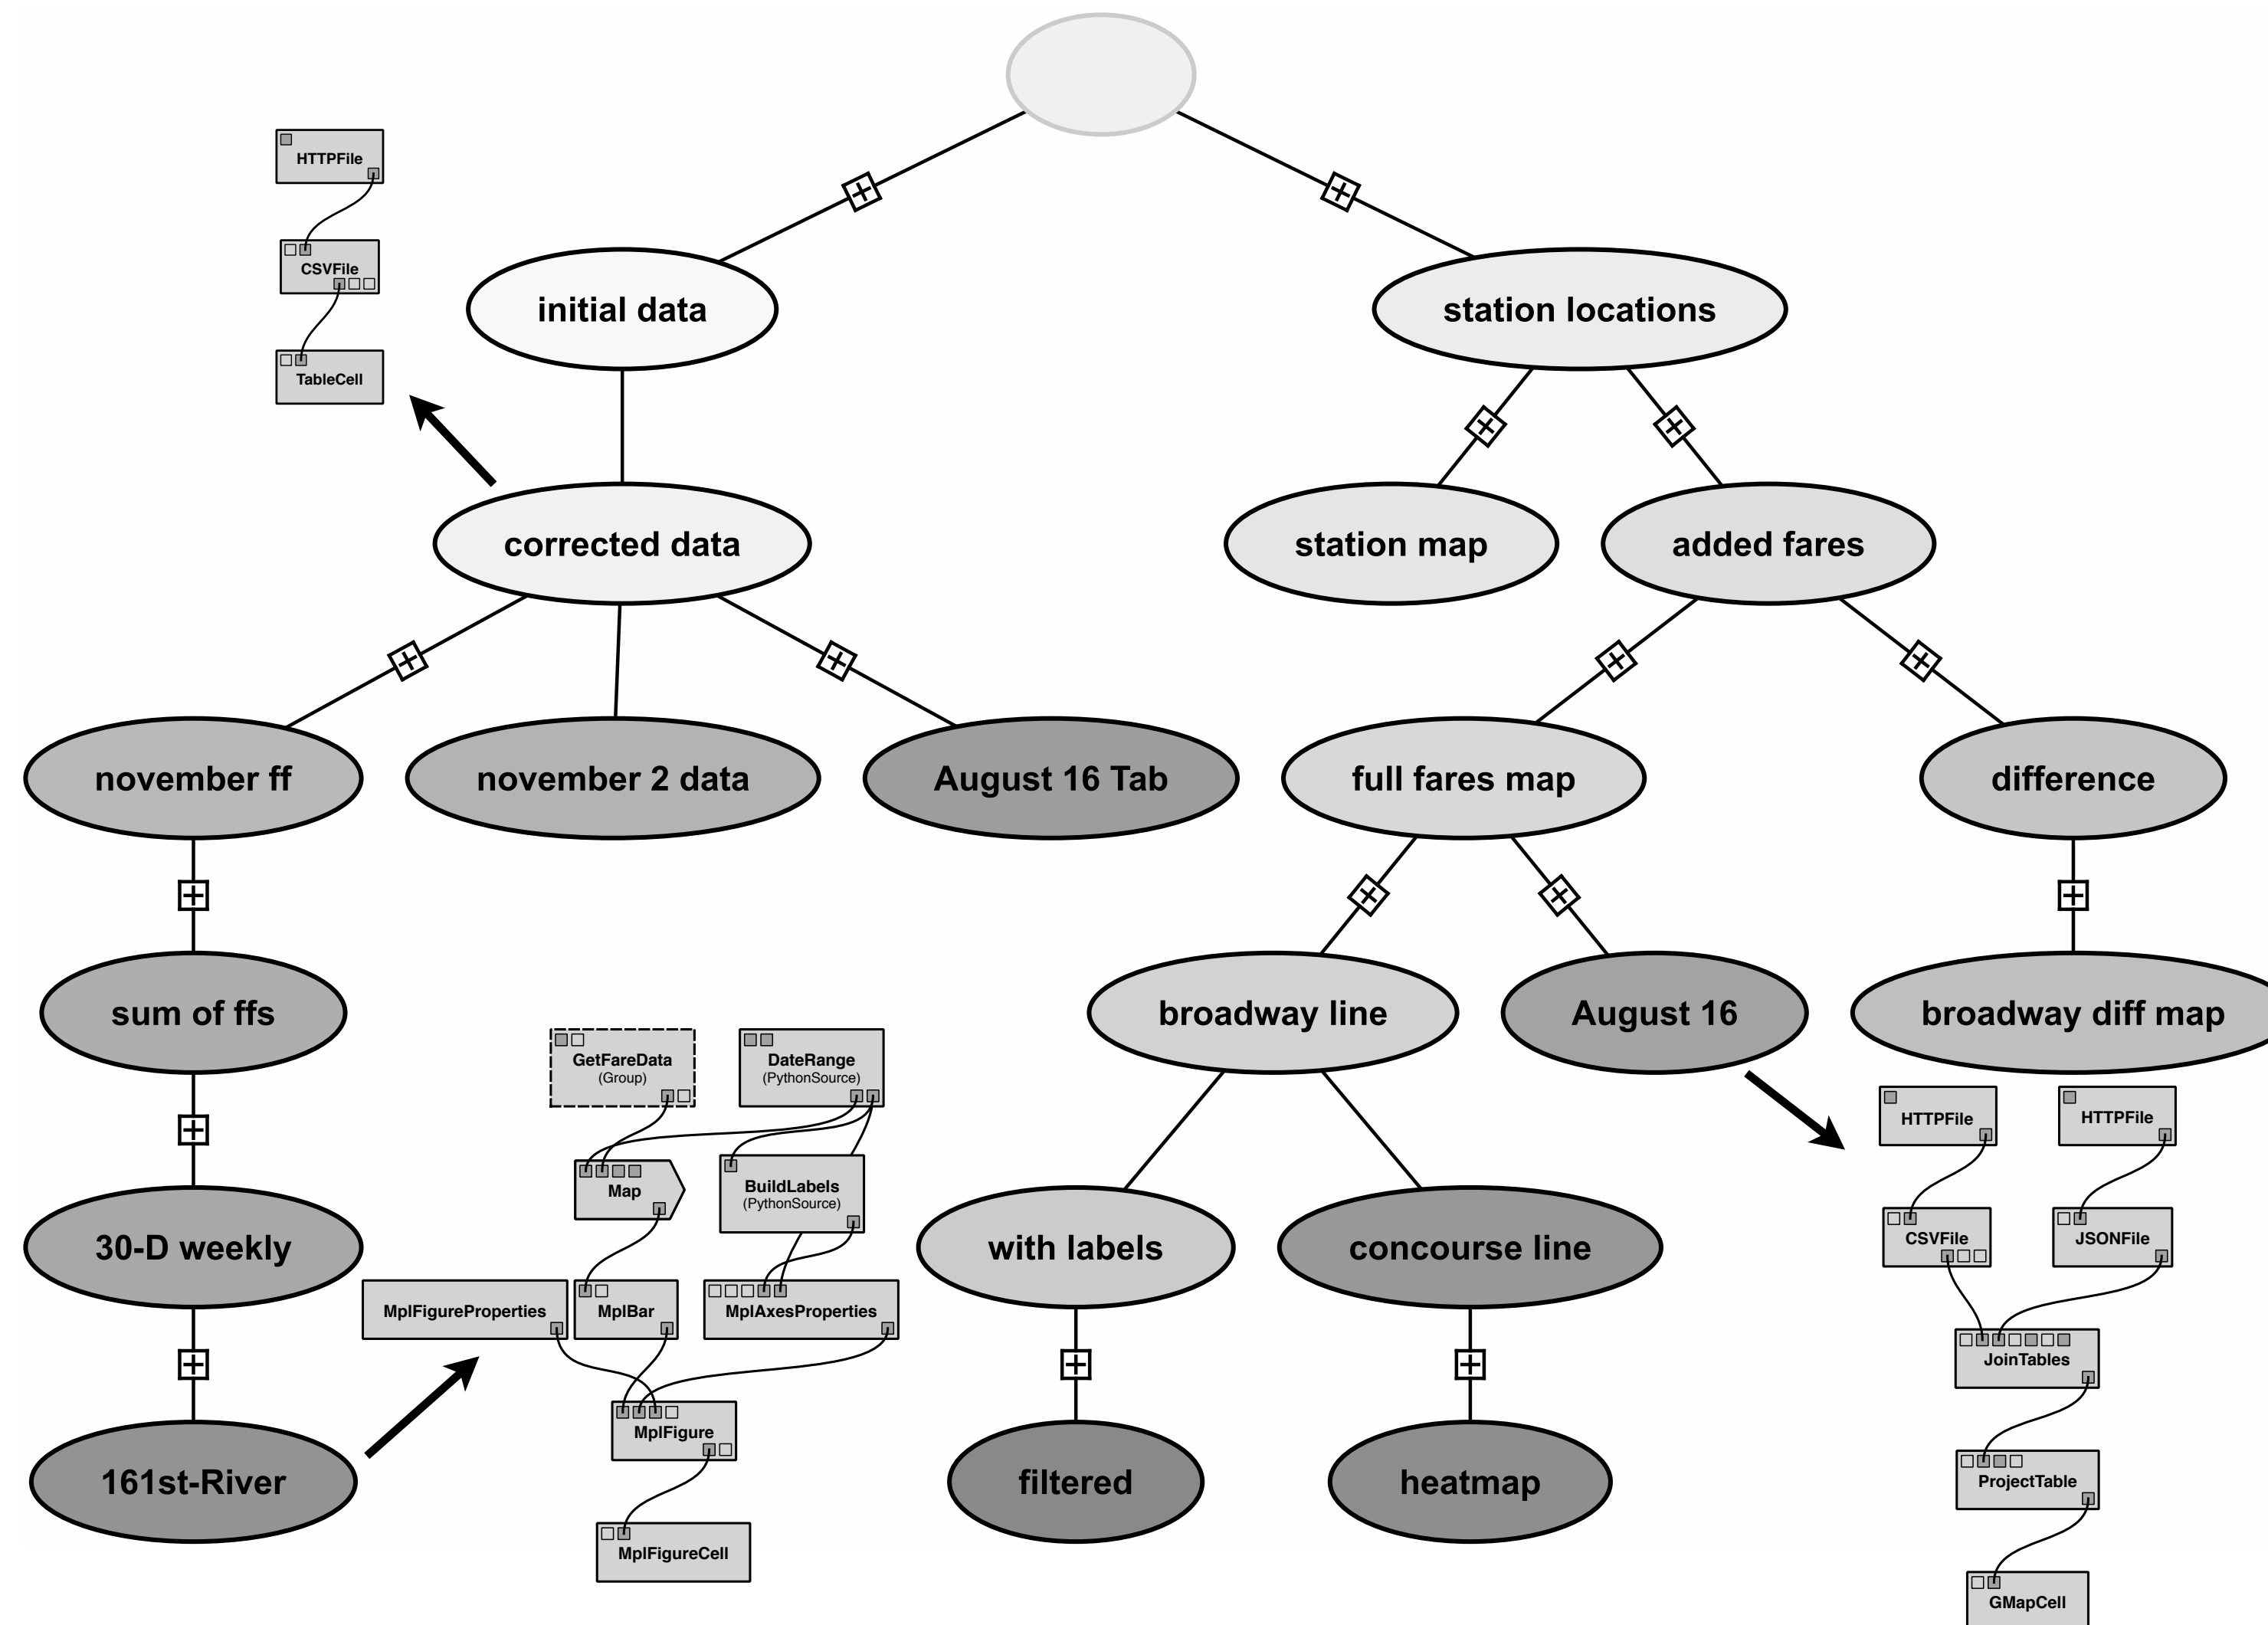 HTTPFile
CSVFile
TableCell
initial data
station locations
corrected data
station map
added fares
november ff
november 2 data
August 16 Tab
full fares map
difference
sum of ffs
broadway line
August 16
broadway diff map
GetFareData
(Group)
DateRange
(PythonSource)
Map
BuildLabels
(PythonSource)
MplFigureProperties
MplBar
MplAxesProperties
MplFigure
MplFigureCell
30-D weekly
with labels
concourse line
161st-River
filtered
heatmap
HTTPFile
HTTPFile
CSVFile
JSONFile
JoinTables
ProjectTable
GMapCell